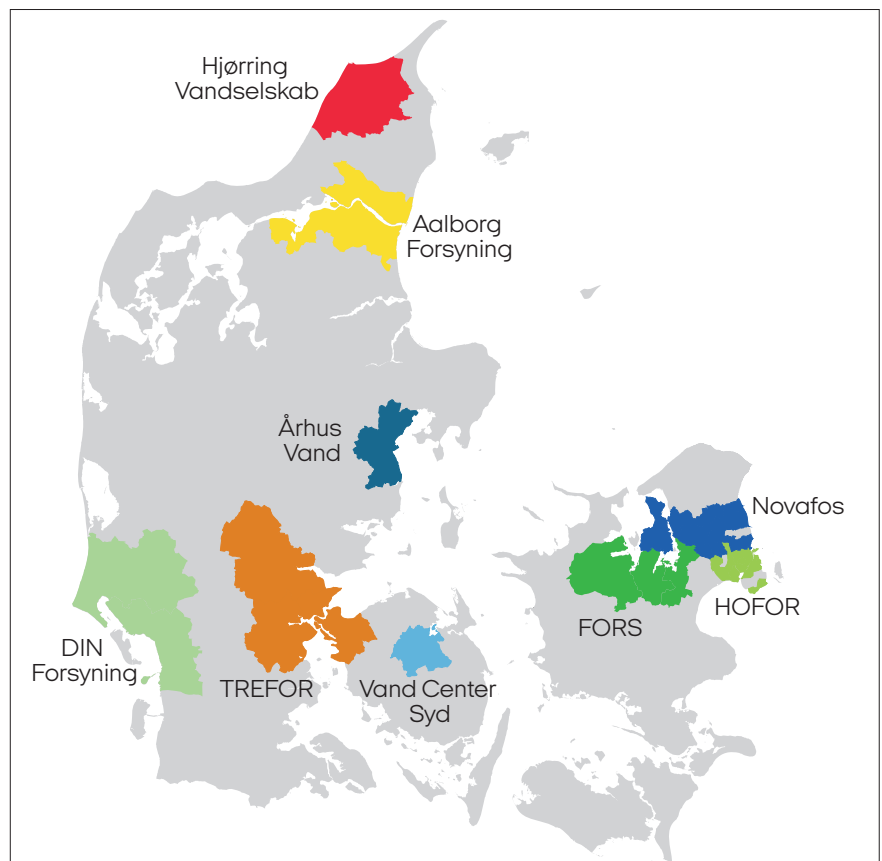 Hjørring
Vandselskab
Aalborg
Forsyning
Århus
Vand
Novafos
HOFOR
FORS
DIN
Forsyning
TREFOR
Vand Center
Syd